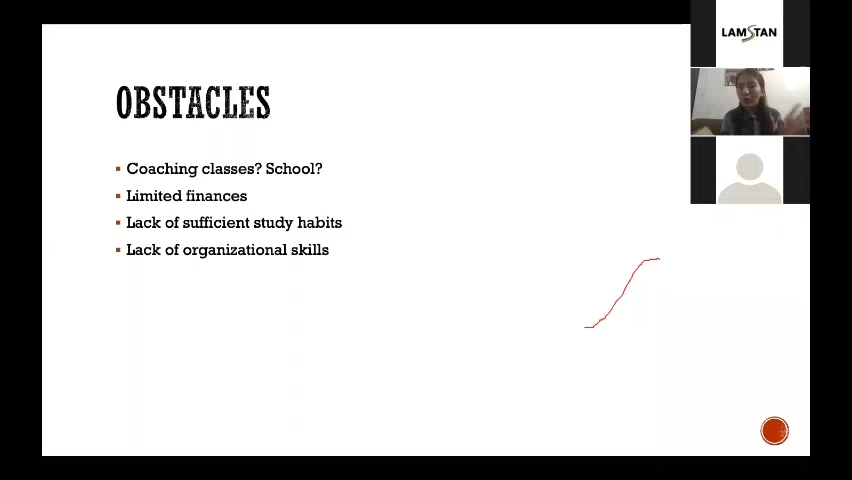 LAMSTAN
OBSTACLES
Coaching classes? School?
Limited finances
Lack of sufficient study habits
Lack of organizational skills